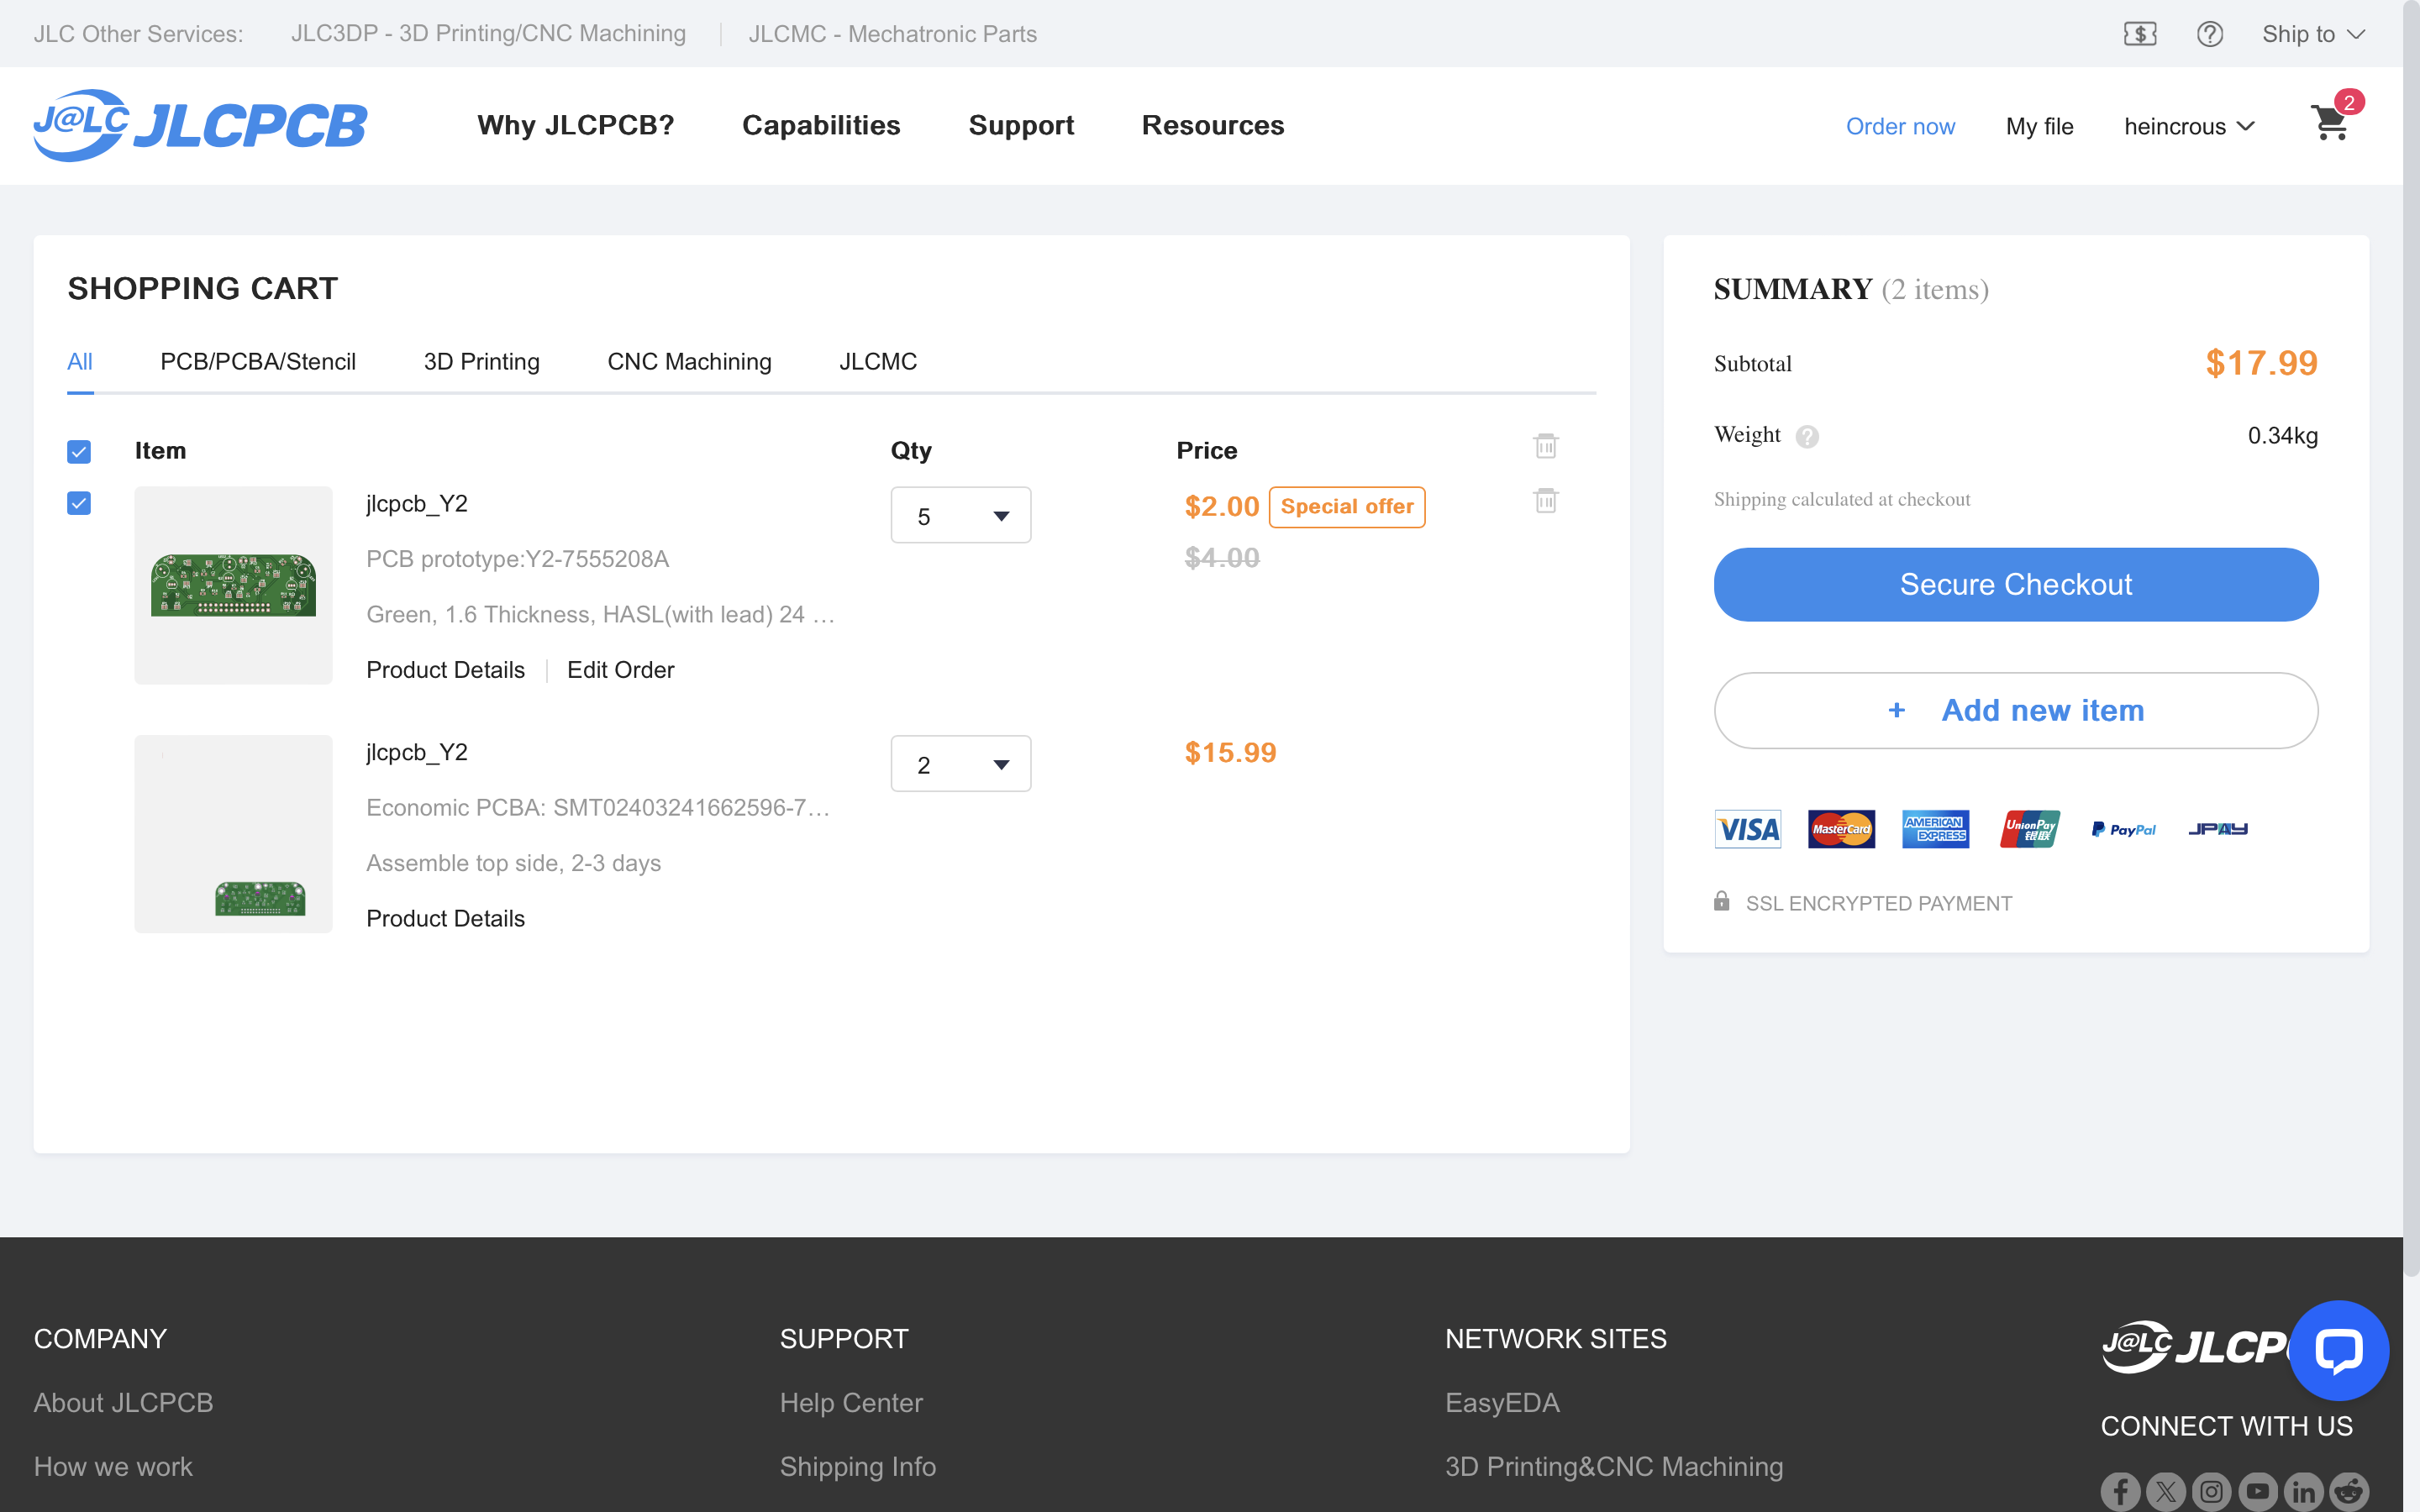 JLC Other Services: JLC3DP - 3D Printing/CNC Machining JLCMC - Mechatronic Parts Ship to
J@LC JLCPCB Why JLCPCB? Capabilities Support Resources Order now My file heincrous 2
SHOPPING CART
All PCB/PCBA/Stencil 3D Printing CNC Machining JLCMC
Item Qty Price
jlcpcb_Y2 5 $2.00 Special offer
PCB prototype:Y2-7555208A $4.00
Green, 1.6 Thickness, HASL(with lead) 24 ...
Product Details Edit Order
jlcpcb_Y2 2 $15.99
Economic PCBA: SMT02403241662596-7...
Assemble top side, 2-3 days
Product Details
SUMMARY (2 items)
Subtotal $17.99
Weight ? 0.34kg
Shipping calculated at checkout
Secure Checkout
+ Add new item
VISA MasterCard AMERICAN EXPRESS UnionPay 银联 PayPal JPAY
SSL ENCRYPTED PAYMENT
COMPANY SUPPORT NETWORK SITES J@LC JLCP
About JLCPCB Help Center EasyEDA
CONNECT WITH US
How we work Shipping Info 3D Printing&CNC Machining